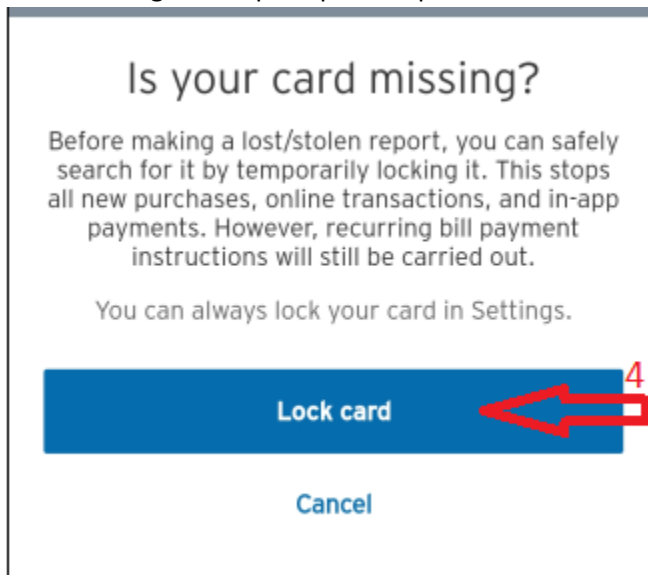 Is your card missing?
Before making a lost/stolen report, you can safely
search for it by temporarily locking it. This stops
all new purchases, online transactions, and in-app
payments. However, recurring bill payment
instructions will still be carried out.
You can always lock your card in Settings.
4
Lock card
Cancel